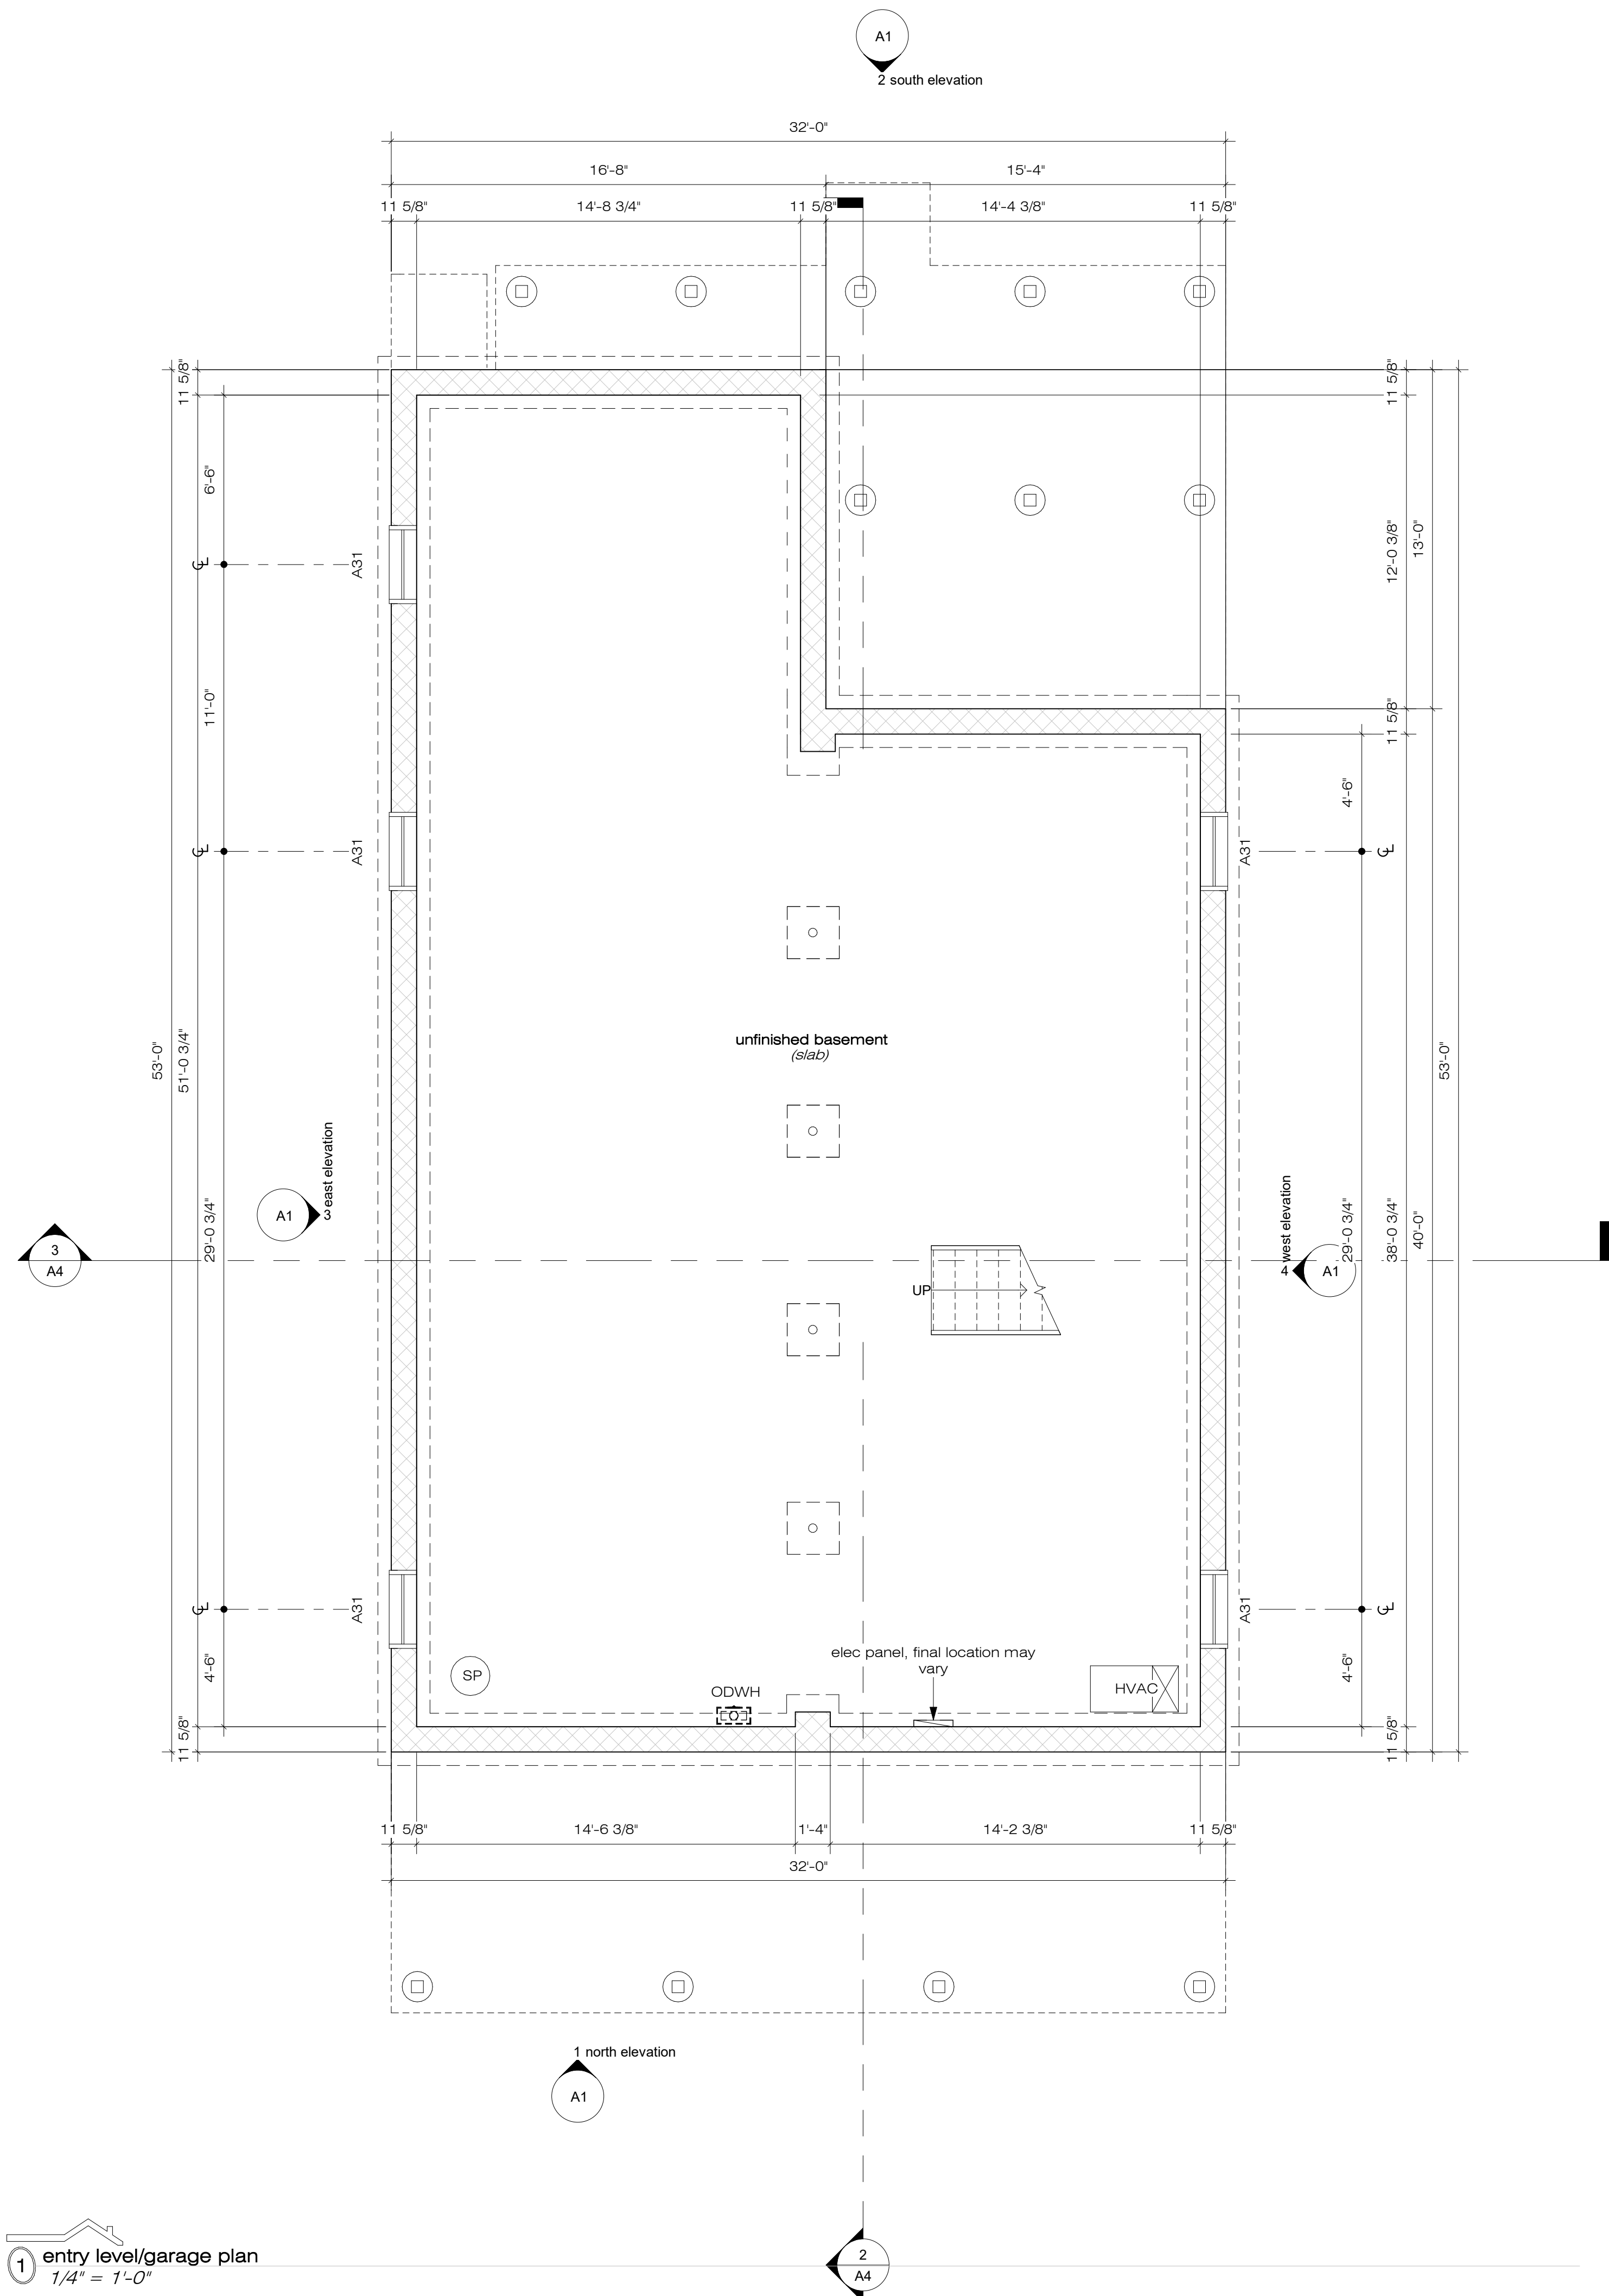 A1
2 south elevation
32'-0"
16'-8"
15'-4"
11 5/8"
14'-8 3/4"
11 5/8"
14'-4 3/8"
11 5/8"
11 5/8"
11 5/8"
6'-6"
12'-0 3/8"
13'-0"
A31
℄
11'-0"
11 5/8"
4'-6"
℄
A31
A31
℄
unfinished basement
(slab)
53'-0"
51'-0 3/4"
53'-0"
3 east elevation
A1
29'-0 3/4"
4 west elevation
A1
29'-0 3/4"
38'-0 3/4"
40'-0"
3
A4
UP
℄
A31
A31
℄
4'-6"
4'-6"
elec panel, final location may
vary
SP
ODWH
HVAC
11 5/8"
11 5/8"
11 5/8"
14'-6 3/8"
1'-4"
14'-2 3/8"
11 5/8"
32'-0"
1 north elevation
A1
1 entry level/garage plan
1/4" = 1'-0"
2
A4